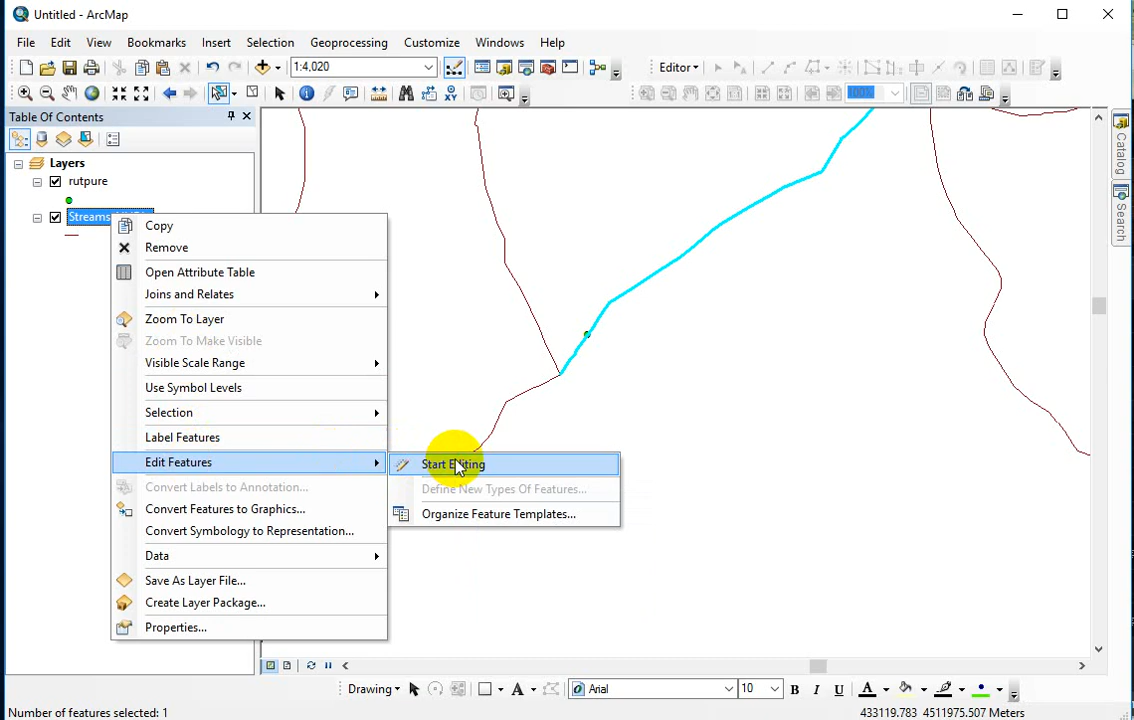 Untitled - ArcMap
File Edit View Bookmarks Insert Selection Geoprocessing Customize Windows Help
1:4,020 Editor
100%
Table Of Contents
Layers
rutpure
Streams
Copy
Remove
Open Attribute Table
Joins and Relates
Zoom To Layer
Zoom To Make Visible
Visible Scale Range
Use Symbol Levels
Selection
Label Features
Edit Features
Convert Labels to Annotation...
Convert Features to Graphics...
Convert Symbology to Representation...
Data
Save As Layer File...
Create Layer Package...
Properties...
Start Editing
Define New Types Of Features...
Organize Feature Templates...
Catalog
Search
Drawing A Arial 10 B I U A
Number of features selected: 1
433119.783 4511975.507 Meters